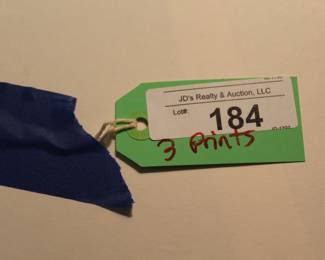 JD's Realty & Auction, LLC
Lot#:
184
3 prints